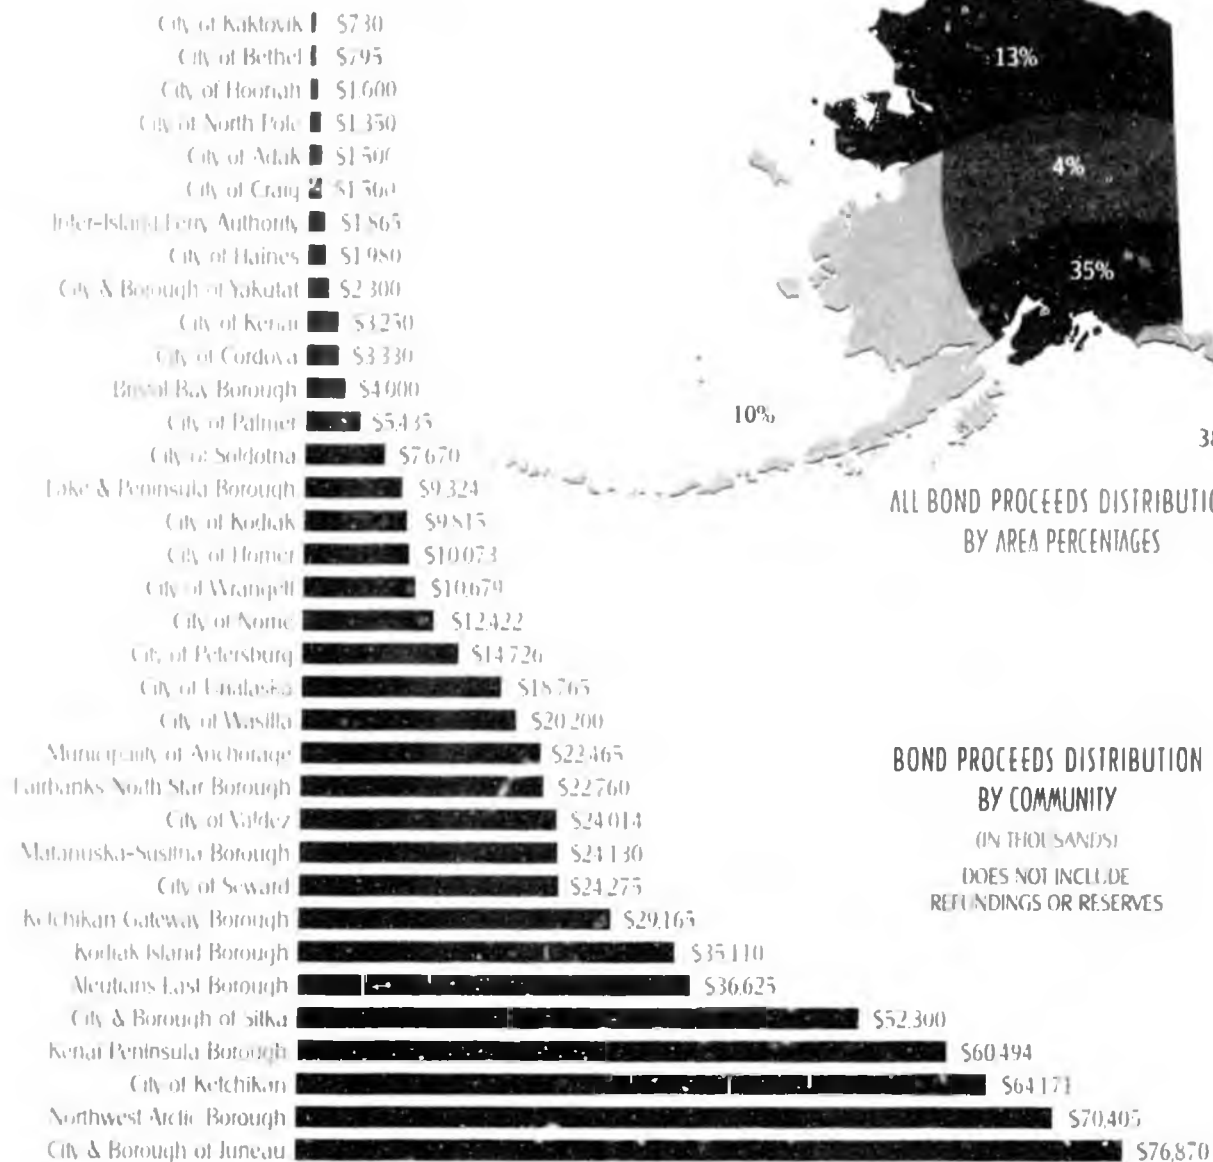 City of Kaktovik $730
City of Bethel $795
City of Hoonah $1,000
City of North Pole $1,350
City of Adak $1,500
City of Craig $1,500
Inter-Island Ferry Authority $1,865
City of Haines $1,980
City & Borough of Yakutat $2,300
City of Kenai $3,250
City of Cordova $3,330
Bristol Bay Borough $4,000
City of Palmer $5,435
City of Soldotna $7,670
Lake & Peninsula Borough $9,324
City of Kodiak $9,815
City of Homer $10,073
City of Wrangell $10,679
City of Nome $12,422
City of Petersburg $14,726
City of Unalaska $18,765
City of Wasilla $20,200
Municipality of Anchorage $22,465
Fairbanks North Star Borough $22,760
City of Valdez $24,014
Matanuska-Susitna Borough $24,130
City of Seward $24,275
Ketchikan Gateway Borough $29,165
Kodiak Island Borough $35,110
Aleutians East Borough $36,625
City & Borough of Sitka $52,300
Kenai Peninsula Borough $60,494
City of Ketchikan $64,171
Northwest Arctic Borough $70,405
City & Borough of Juneau $76,870
13%
4%
35%
10%
38
ALL BOND PROCEEDS DISTRIBUTIO
BY AREA PERCENTAGES
BOND PROCEEDS DISTRIBUTION
BY COMMUNITY
(IN THOUSANDS)
DOES NOT INCLUDE
REFUNDINGS OR RESERVES